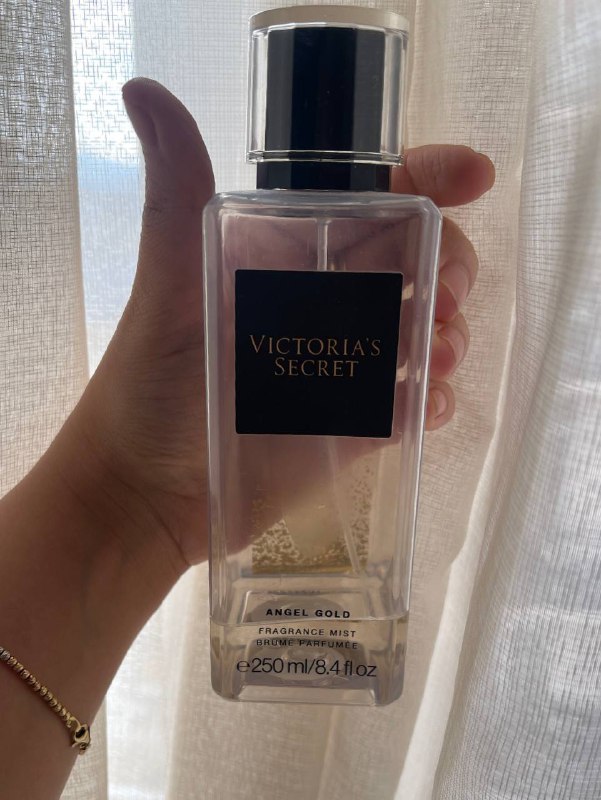 VICTORIA'S
SECRET
ANGEL GOLD
FRAGRANCE MIST
BRUME PARFUMÉE
℮250 ml/8.4 fl oz